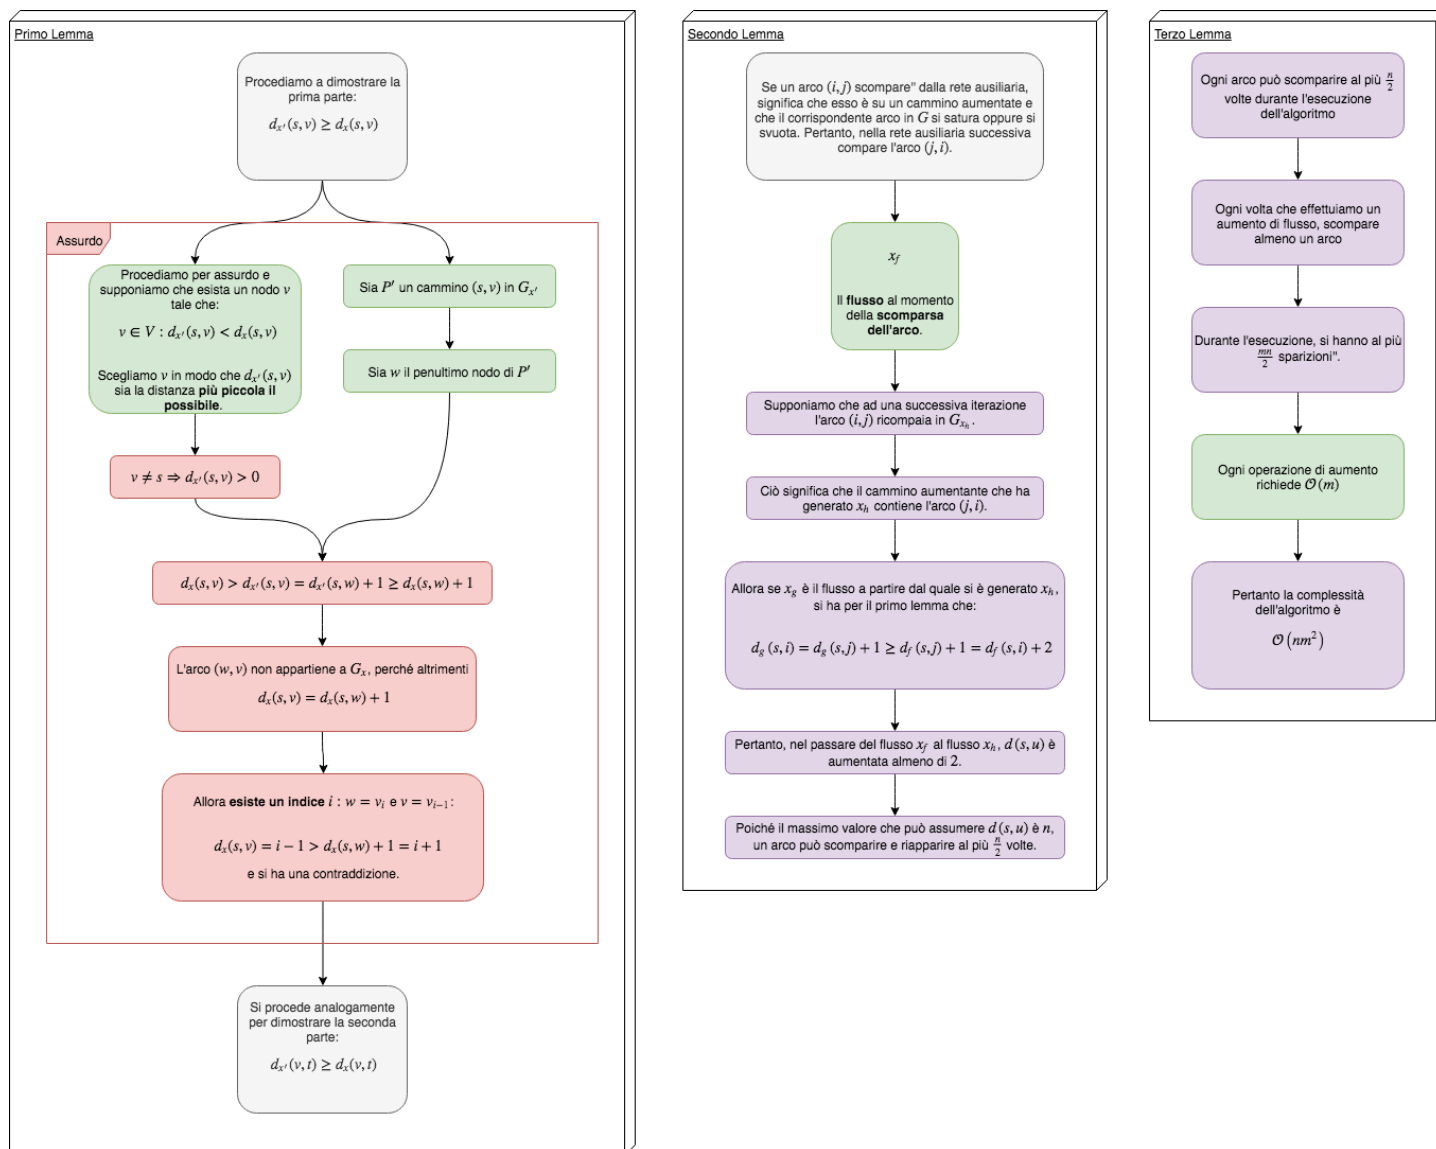 Primo Lemma
Procediamo a dimostrare la
prima parte:
d_{x'}(s, v) ≥ d_x(s, v)
Assurdo
Procediamo per assurdo e
supponiamo che esista un nodo v
tale che:
v ∈ V : d_{x'}(s, v) < d_x(s, v)
Scegliamo v in modo che d_{x'}(s, v)
sia la distanza più piccola il
possibile.
Sia P' un cammino (s, v) in G_{x'}
Sia w il penultimo nodo di P'
v ≠ s ⇒ d_{x'}(s, v) > 0
d_x(s, v) > d_{x'}(s, v) = d_{x'}(s, w) + 1 ≥ d_x(s, w) + 1
L'arco (w, v) non appartiene a G_x, perché altrimenti
d_x(s, v) = d_x(s, w) + 1
Allora esiste un indice i : w = v_i e v = v_{i−1} :
d_x(s, v) = i − 1 > d_x(s, w) + 1 = i + 1
e si ha una contraddizione.
Si procede analogamente
per dimostrare la seconda
parte:
d_{x'}(v, t) ≥ d_x(v, t)
Secondo Lemma
Se un arco (i, j) scompare" dalla rete ausiliaria,
significa che esso è su un cammino aumentate e
che il corrispondente arco in G si satura oppure si
svuota. Pertanto, nella rete ausiliaria successiva
compare l'arco (j, i).
x_f
Il flusso al momento
della scomparsa
dell'arco.
Supponiamo che ad una successiva iterazione
l'arco (i, j) ricompaia in G_{x_h}.
Ciò significa che il cammino aumentante che ha
generato x_h contiene l'arco (j, i).
Allora se x_g è il flusso a partire dal quale si è generato x_h,
si ha per il primo lemma che:
d_g(s, i) = d_g(s, j) + 1 ≥ d_f(s, j) + 1 = d_f(s, i) + 2
Pertanto, nel passare del flusso x_f al flusso x_h, d(s, u) è
aumentata almeno di 2.
Poiché il massimo valore che può assumere d(s, u) è n,
un arco può scomparire e riapparire al più n/2 volte.
Terzo Lemma
Ogni arco può scomparire al più n/2
volte durante l'esecuzione
dell'algoritmo
Ogni volta che effettuiamo un
aumento di flusso, scompare
almeno un arco
Durante l'esecuzione, si hanno al più
mn/2 sparizioni".
Ogni operazione di aumento
richiede O(m)
Pertanto la complessità
dell'algoritmo è
O(nm²)